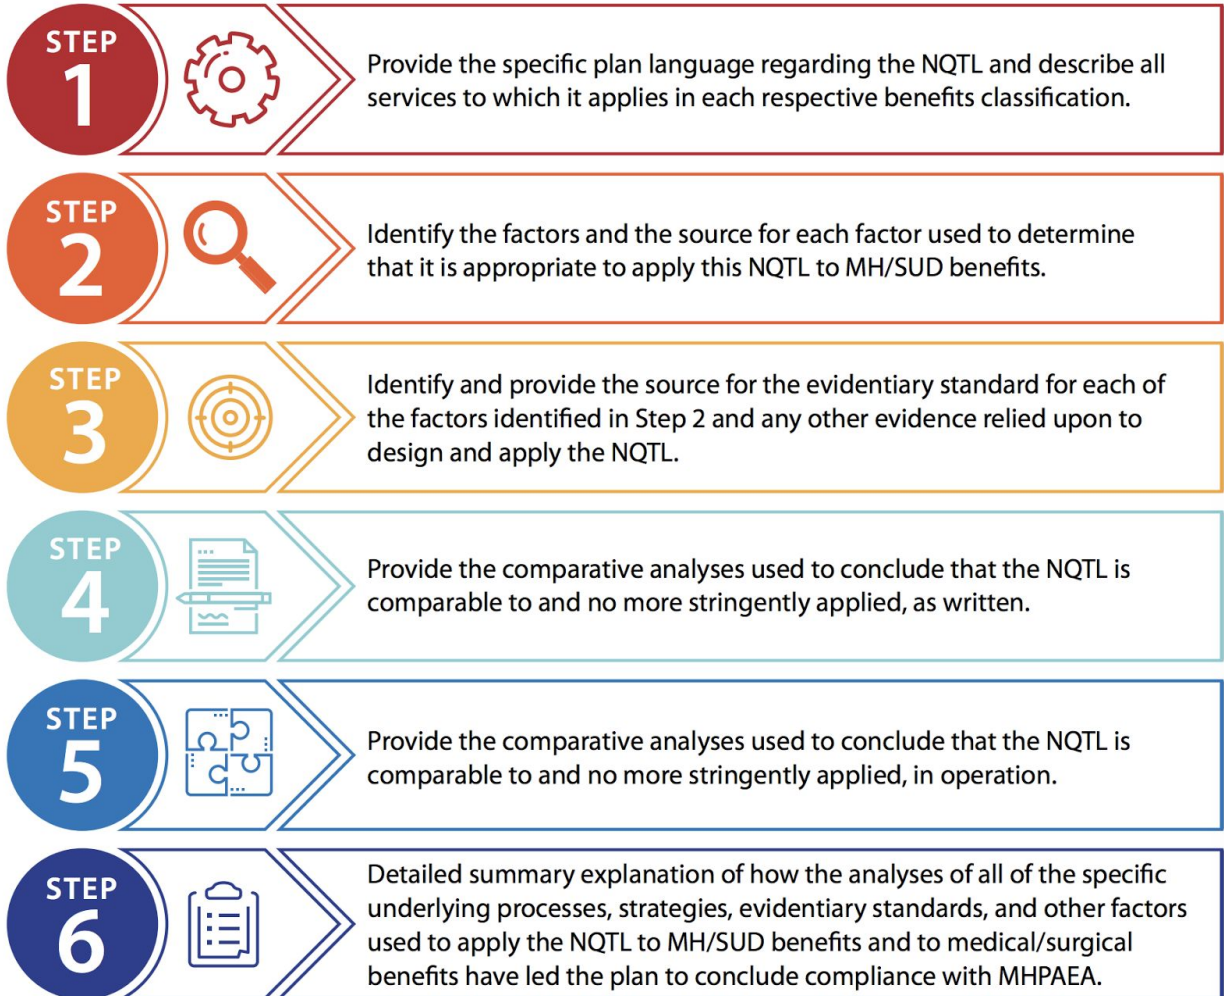 STEP
1
Provide the specific plan language regarding the NQTL and describe all
services to which it applies in each respective benefits classification.
STEP
2
Identify the factors and the source for each factor used to determine
that it is appropriate to apply this NQTL to MH/SUD benefits.
STEP
3
Identify and provide the source for the evidentiary standard for each of
the factors identified in Step 2 and any other evidence relied upon to
design and apply the NQTL.
STEP
4
Provide the comparative analyses used to conclude that the NQTL is
comparable to and no more stringently applied, as written.
STEP
5
Provide the comparative analyses used to conclude that the NQTL is
comparable to and no more stringently applied, in operation.
STEP
6
Detailed summary explanation of how the analyses of all of the specific
underlying processes, strategies, evidentiary standards, and other factors
used to apply the NQTL to MH/SUD benefits and to medical/surgical
benefits have led the plan to conclude compliance with MHPAEA.